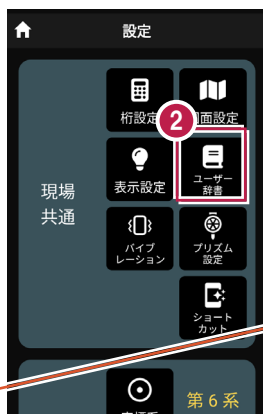 設定
桁設定
2
画面設定
現場
共通
表示設定
ユーザー
辞書
バイブ
レーション
プリズム
設定
ショート
カット
第6系